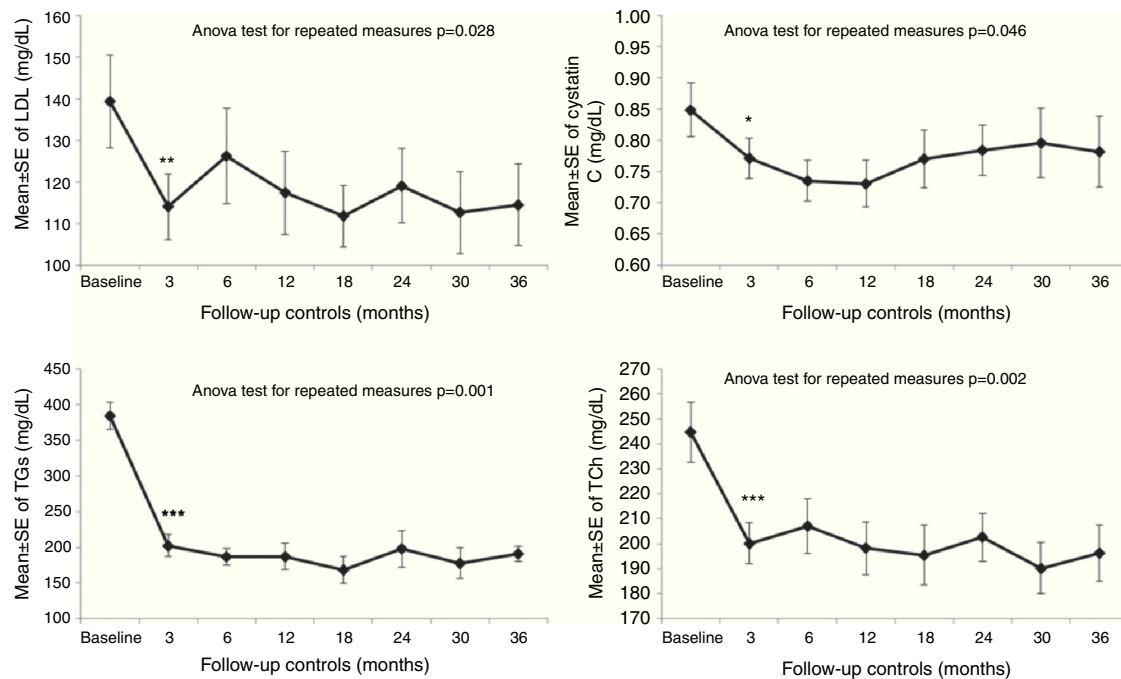 Anova test for repeated measures p=0.028
Mean±SE of LDL (mg/dL)
160
150
140
130
120
110
100
**
Baseline 3 6 12 18 24 30 36
Follow-up controls (months)
Anova test for repeated measures p=0.046
Mean±SE of cystatin
C (mg/dL)
1.00
0.95
0.90
0.85
0.80
0.75
0.70
0.65
0.60
*
Baseline 3 6 12 18 24 30 36
Follow-up controls (months)
Anova test for repeated measures p=0.001
Mean±SE of TGs (mg/dL)
450
400
350
300
250
200
150
100
***
Baseline 3 6 12 18 24 30 36
Follow-up controls (months)
Anova test for repeated measures p=0.002
Mean±SE of TCh (mg/dL)
270
260
250
240
230
220
210
200
190
180
170
***
Baseline 3 6 12 18 24 30 36
Follow-up controls (months)